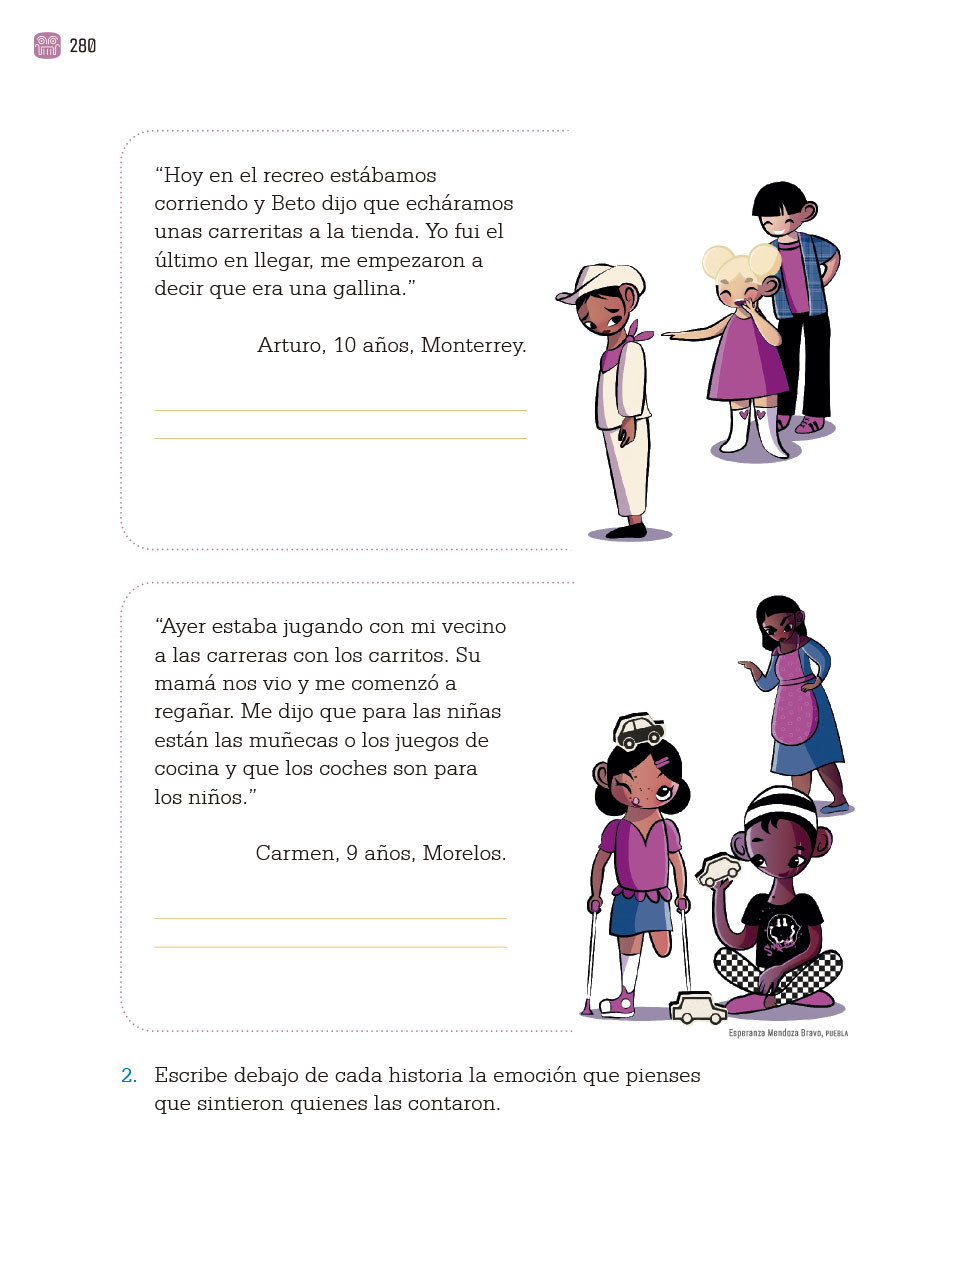 280
“Hoy en el recreo estábamos
corriendo y Beto dijo que echáramos
unas carreritas a la tienda. Yo fui el
último en llegar, me empezaron a
decir que era una gallina.”
Arturo, 10 años, Monterrey.
“Ayer estaba jugando con mi vecino
a las carreras con los carritos. Su
mamá nos vio y me comenzó a
regañar. Me dijo que para las niñas
están las muñecas o los juegos de
cocina y que los coches son para
los niños.”
Carmen, 9 años, Morelos.
Esperanza Mendoza Bravo, PUEBLA
2. Escribe debajo de cada historia la emoción que pienses
que sintieron quienes las contaron.